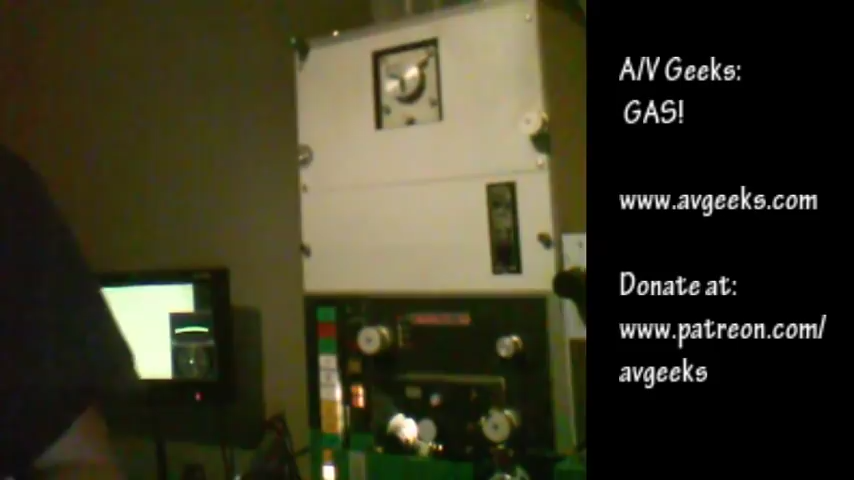 A/V Geeks:
GAS!
www.avgeeks.com
Donate at:
www.patreon.com/
avgeeks